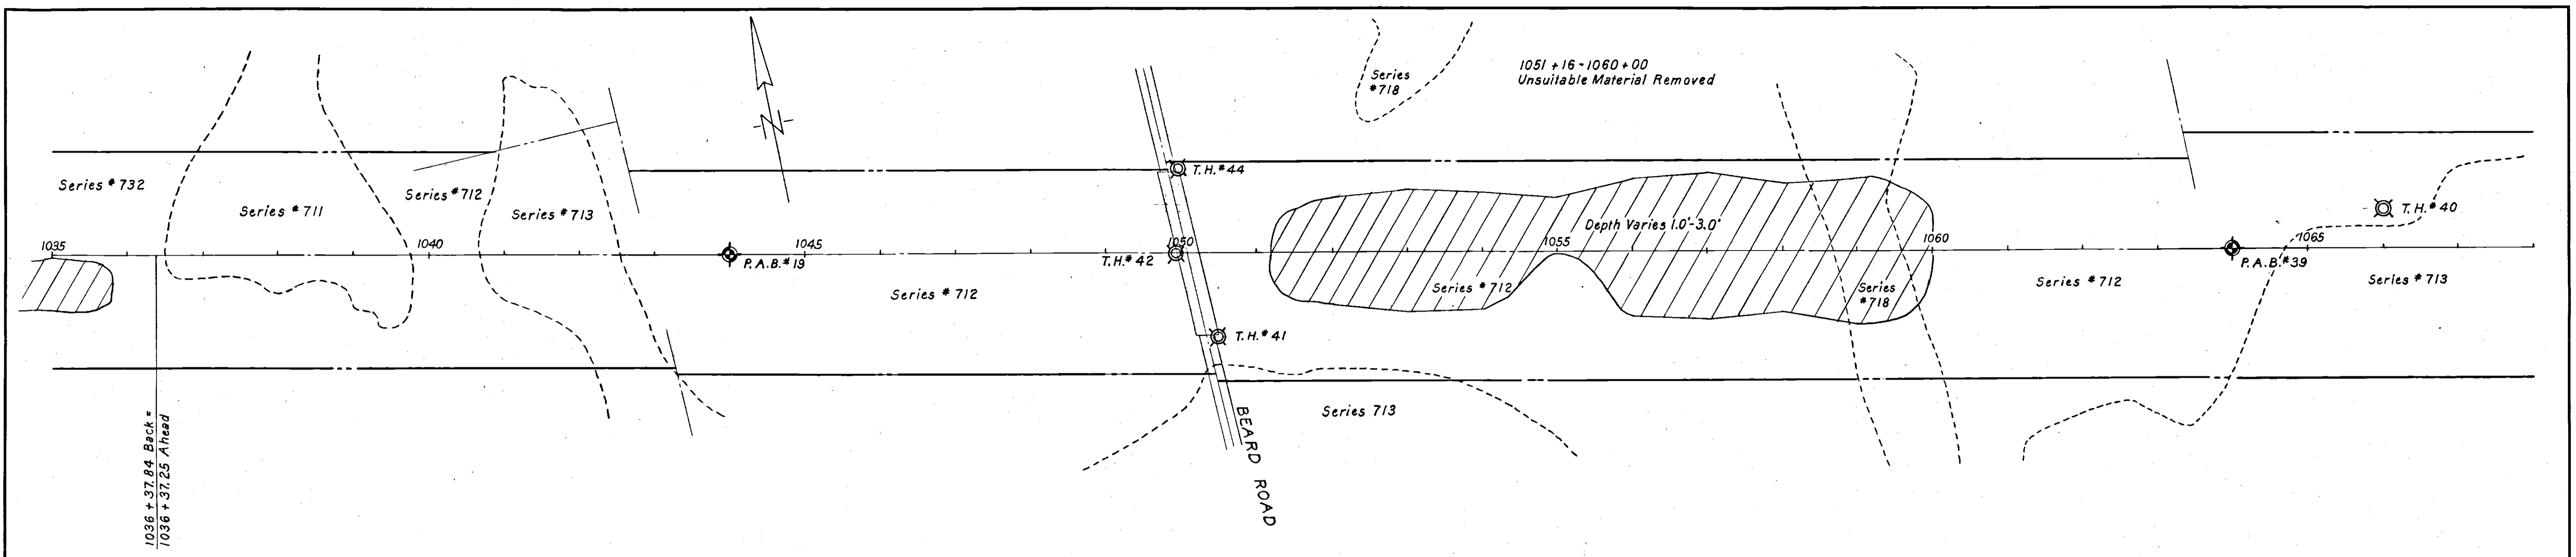 1051 + 16 - 1060 + 00
Unsuitable Material Removed
Series
#718
N
T.H. #44
Series #732
Series #711
Series #712
Series #713
Depth Varies 1.0'-3.0'
T.H. #40
1035
1040
1045
1050
1055
1060
1065
P.A.B. #19
T.H. #42
P.A.B. #39
Series #712
Series #712
Series
#718
Series #712
Series #713
T.H. #41
Series 713
BEARD ROAD
1036 + 37.84 Back =
1036 + 37.25 Ahead